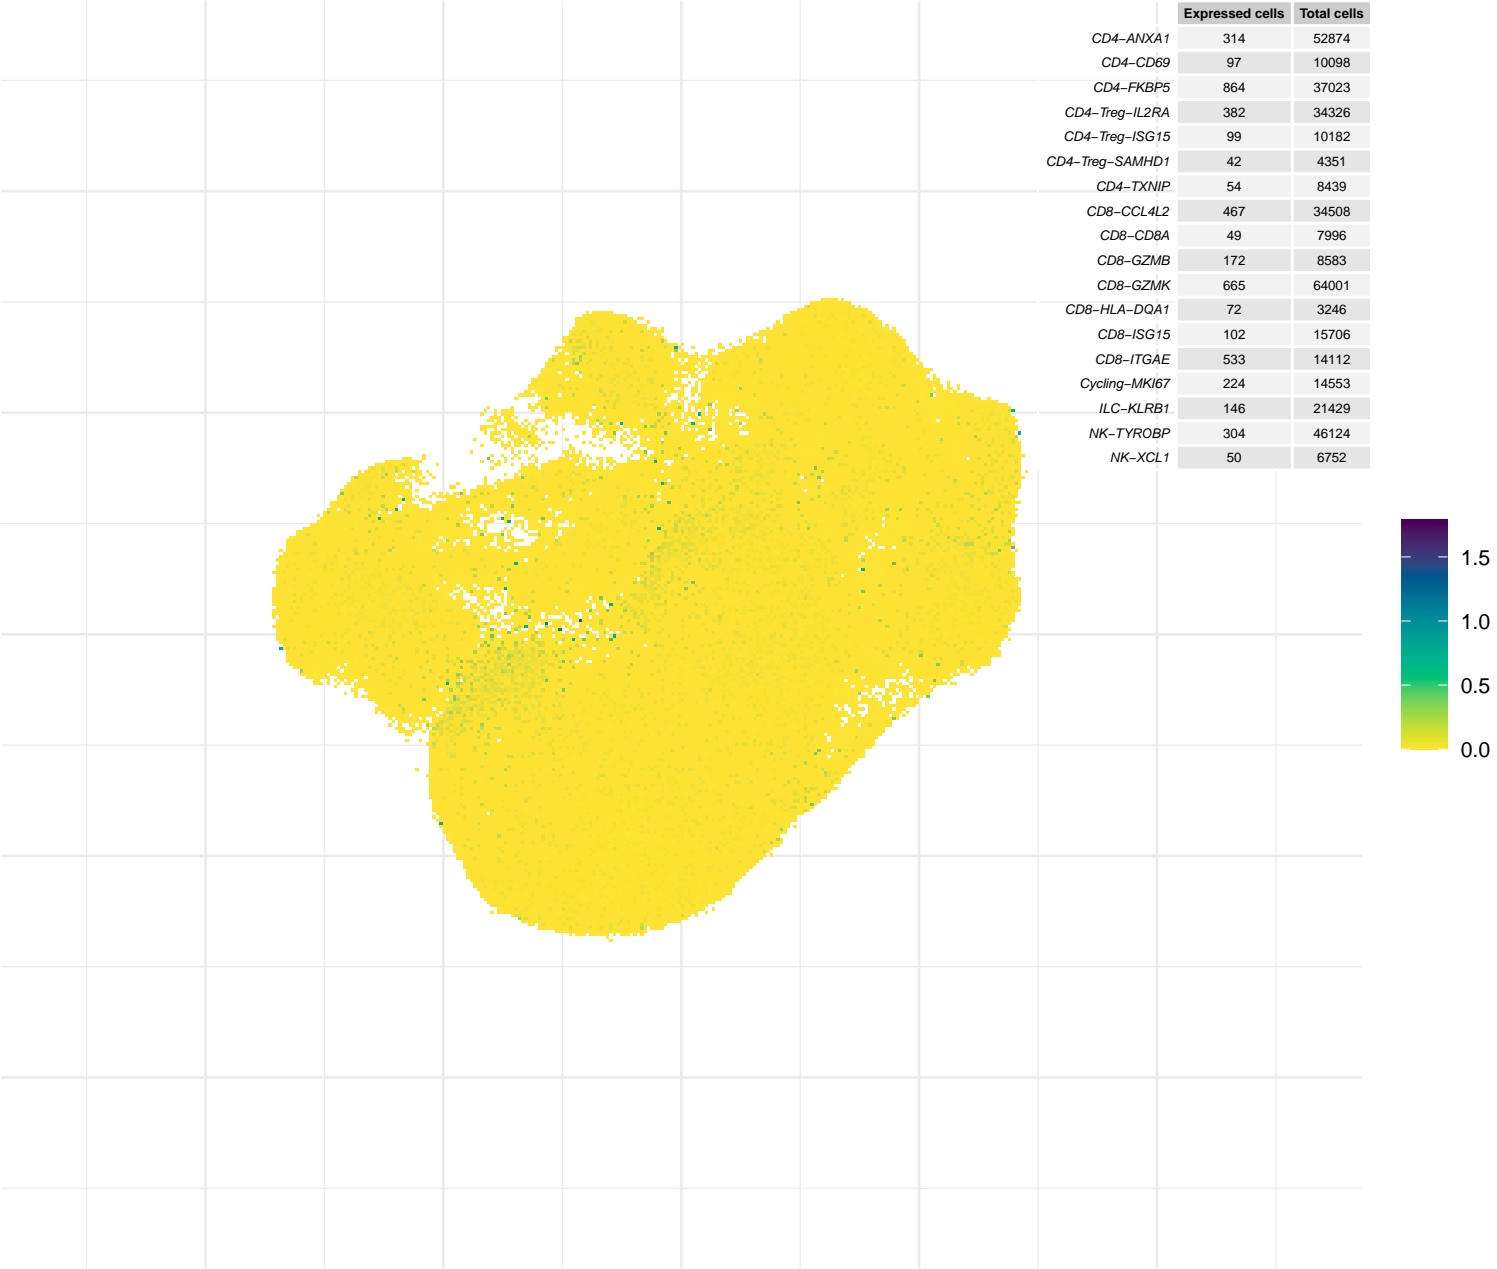 Expressed cells Total cells
CD4−ANXA1 314 52874
CD4−CD69 97 10098
CD4−FKBP5 864 37023
CD4−Treg−IL2RA 382 34326
CD4−Treg−ISG15 99 10182
CD4−Treg−SAMHD1 42 4351
CD4−TXNIP 54 8439
CD8−CCL4L2 467 34508
CD8−CD8A 49 7996
CD8−GZMB 172 8583
CD8−GZMK 665 64001
CD8−HLA−DQA1 72 3246
CD8−ISG15 102 15706
CD8−ITGAE 533 14112
Cycling−MKI67 224 14553
ILC−KLRB1 146 21429
NK−TYROBP 304 46124
NK−XCL1 50 6752
1.5
1.0
0.5
0.0